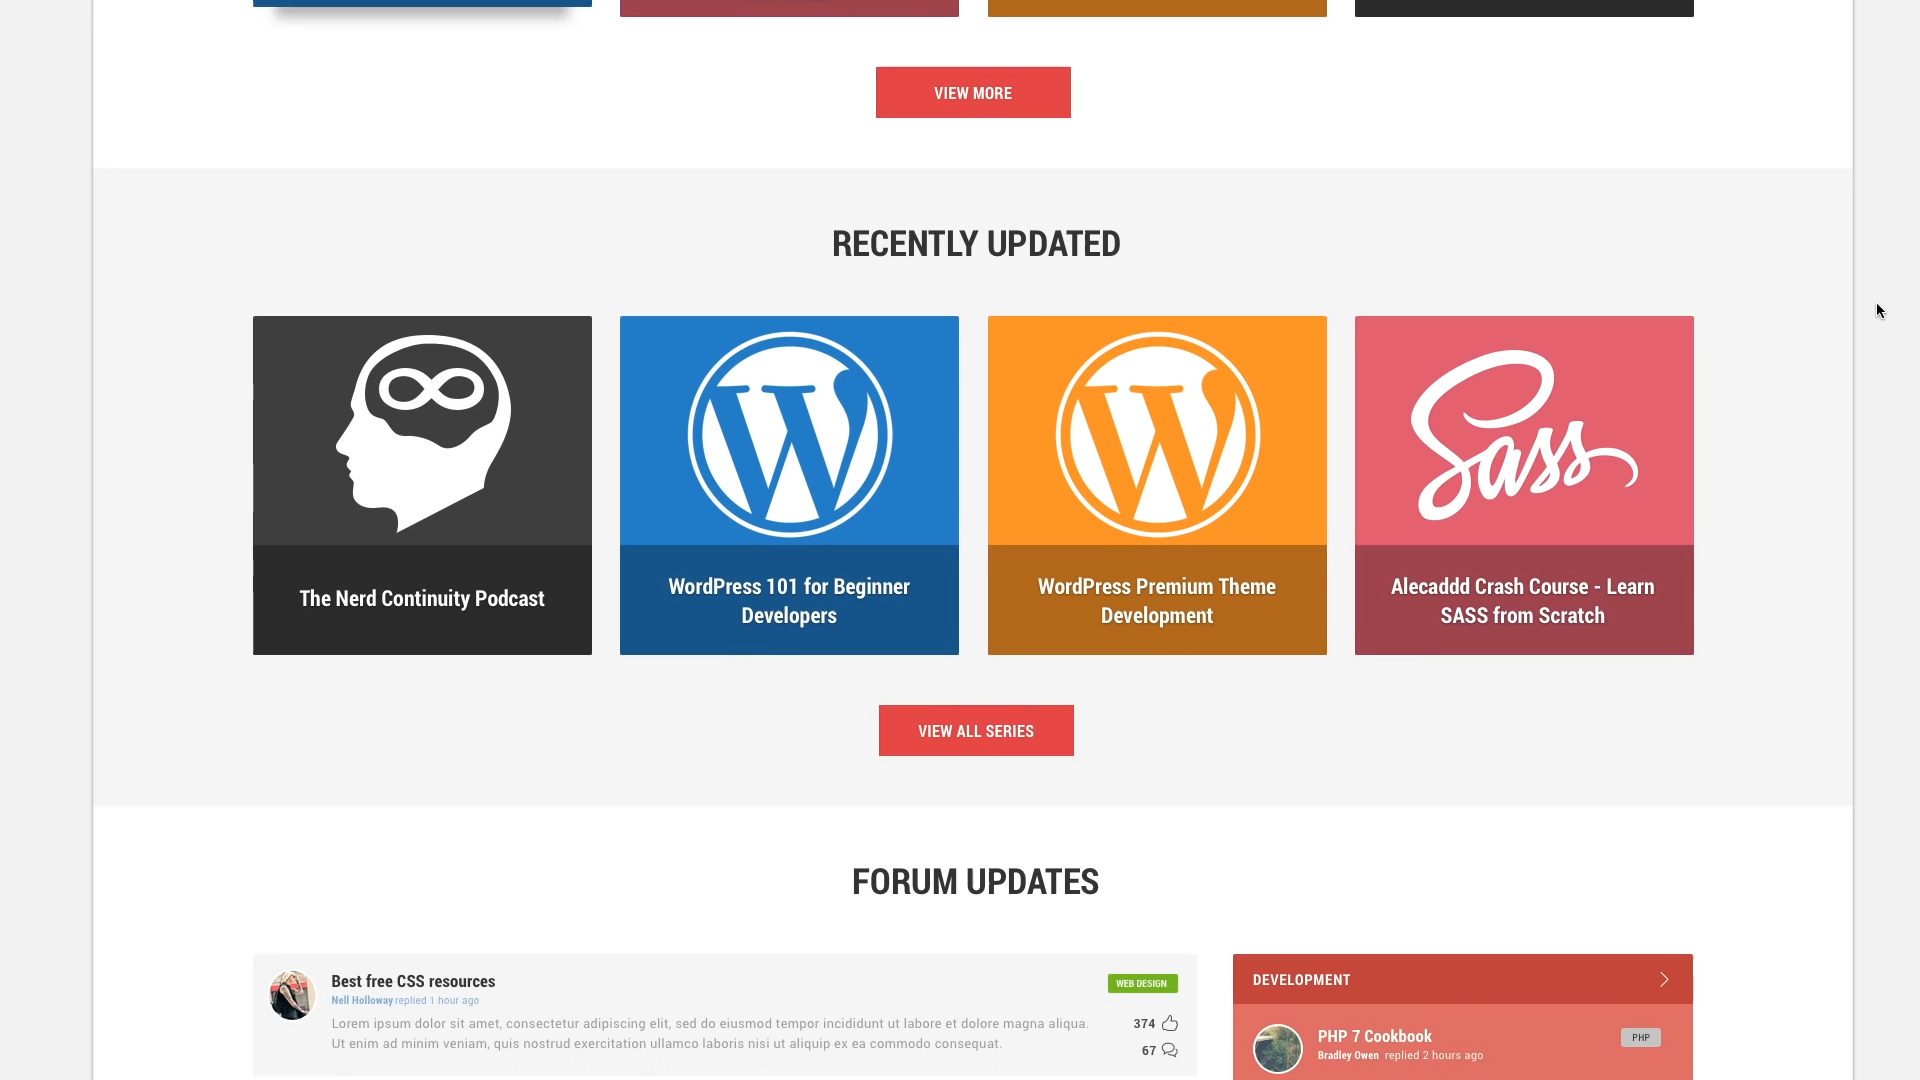 VIEW MORE
RECENTLY UPDATED
Sass
The Nerd Continuity Podcast
WordPress 101 for Beginner
Developers
WordPress Premium Theme
Development
Alecaddd Crash Course - Learn
SASS from Scratch
VIEW ALL SERIES
FORUM UPDATES
Best free CSS resources
WEB DESIGN
Nell Holloway replied 1 hour ago
Lorem ipsum dolor sit amet, consectetur adipiscing elit, sed do eiusmod tempor incididunt ut labore et dolore magna aliqua.
Ut enim ad minim veniam, quis nostrud exercitation ullamco laboris nisi ut aliquip ex ea commodo consequat.
374
67
DEVELOPMENT
PHP 7 Cookbook
PHP
Bradley Owen replied 2 hours ago